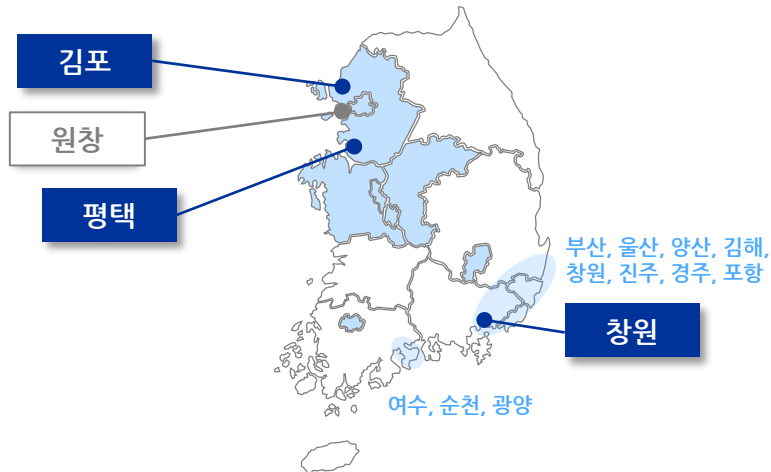 김포
원창
평택
부산, 울산, 양산, 김해,
창원, 진주, 경주, 포항
창원
여수, 순천, 광양